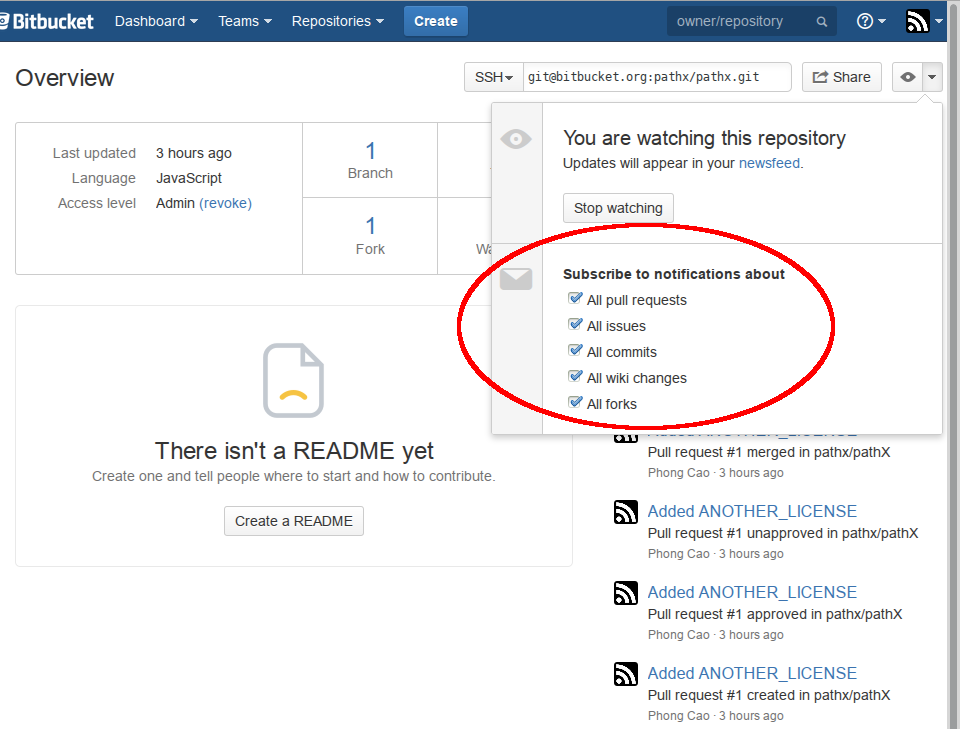 Bitbucket Dashboard Teams Repositories Create owner/repository
Overview
SSH git@bitbucket.org:pathx/pathx.git Share
Last updated 3 hours ago
Language JavaScript
Access level Admin (revoke)
1
Branch
1
Fork
You are watching this repository
Updates will appear in your newsfeed.
Stop watching
Subscribe to notifications about
All pull requests
All issues
All commits
All wiki changes
All forks
There isn't a README yet
Create one and tell people where to start and how to contribute.
Create a README
Pull request #1 merged in pathx/pathX
Phong Cao · 3 hours ago
Added ANOTHER_LICENSE
Pull request #1 unapproved in pathx/pathX
Phong Cao · 3 hours ago
Added ANOTHER_LICENSE
Pull request #1 approved in pathx/pathX
Phong Cao · 3 hours ago
Added ANOTHER_LICENSE
Pull request #1 created in pathx/pathX
Phong Cao · 3 hours ago